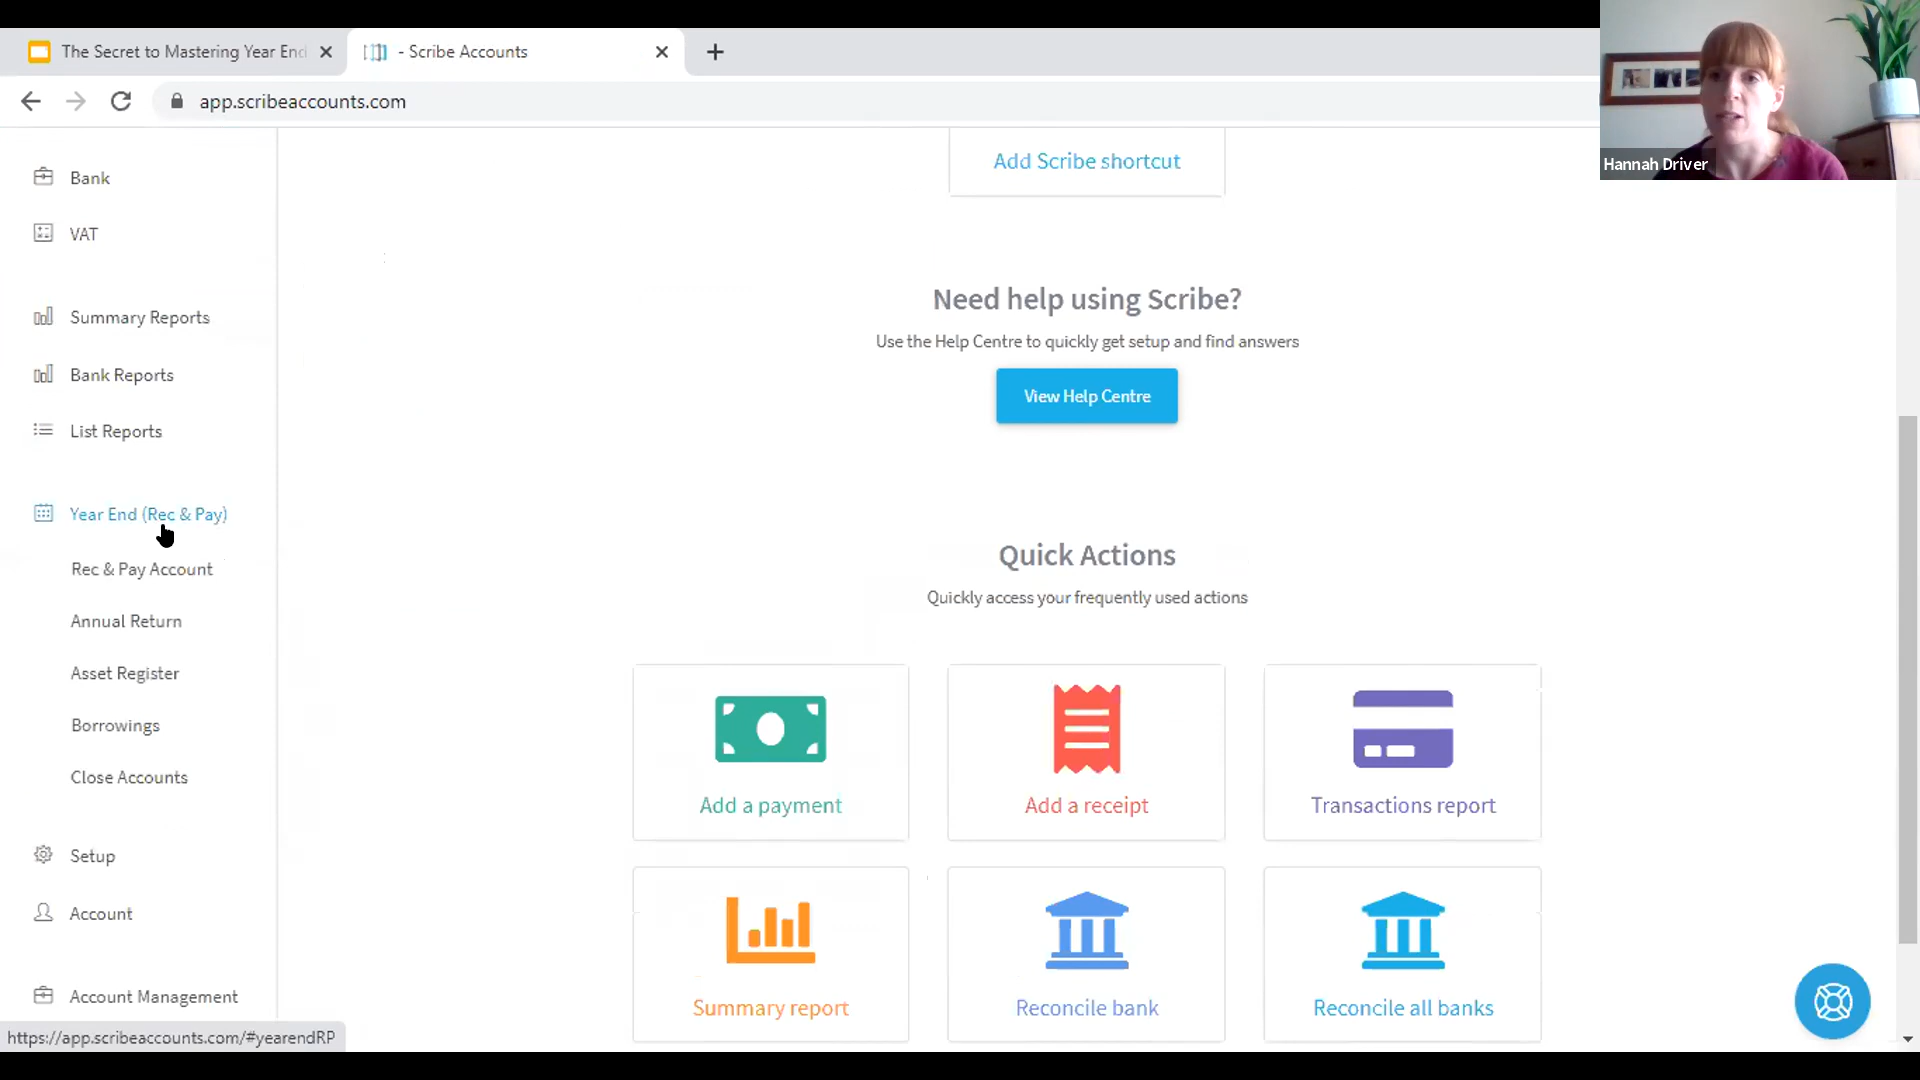 The Secret to Mastering Year End
- Scribe Accounts
app.scribeaccounts.com
Hannah Driver
Bank
VAT
Summary Reports
Bank Reports
List Reports
Year End (Rec & Pay)
Rec & Pay Account
Annual Return
Asset Register
Borrowings
Close Accounts
Setup
Account
Account Management
https://app.scribeaccounts.com/#yearendRP
Add Scribe shortcut
Need help using Scribe?
Use the Help Centre to quickly get setup and find answers
View Help Centre
Quick Actions
Quickly access your frequently used actions
Add a payment
Add a receipt
Transactions report
Summary report
Reconcile bank
Reconcile all banks